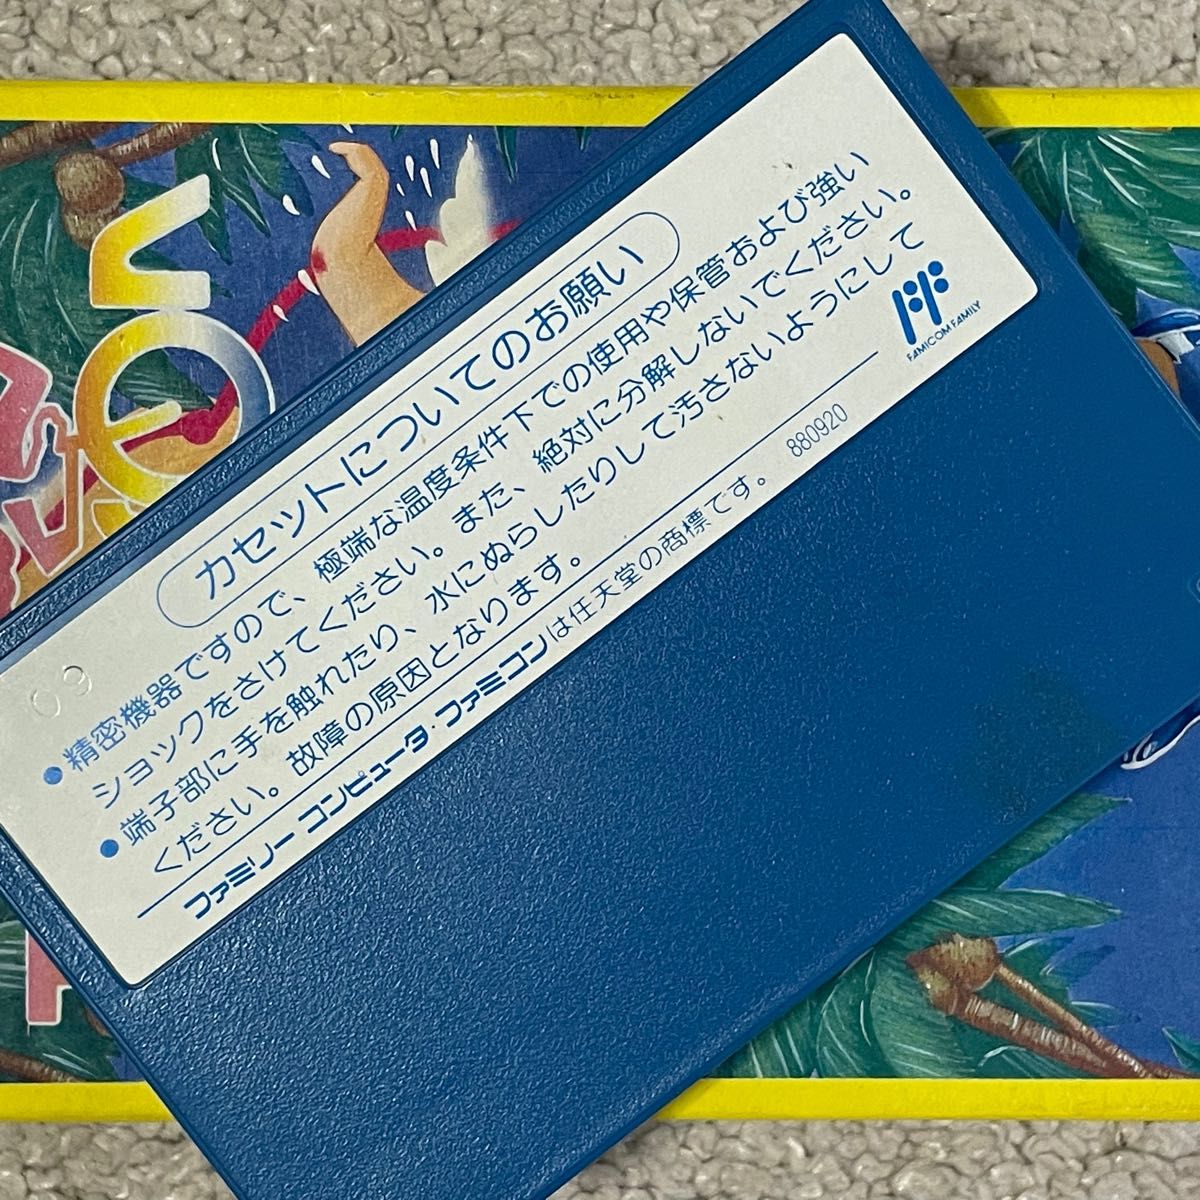 カセットについてのお願い
●精密機器ですので、極端な温度条件下での使用や保管および強い
ショックをさけてください。また、絶対に分解しないでください。
●端子部に手を触れたり、水にぬらしたりして汚さないようにして
ください。故障の原因となります。
ファミリーコンピュータ・ファミコンは任天堂の商標です。 880920
FAMICOM FAMILY
09